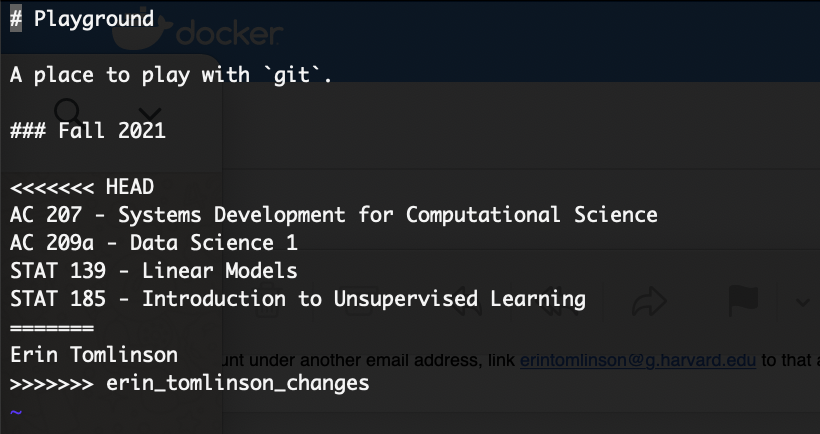 # Playground
docker
A place to play with `git`.
### Fall 2021
<<<<<<< HEAD
AC 207 - Systems Development for Computational Science
AC 209a - Data Science 1
STAT 139 - Linear Models
STAT 185 - Introduction to Unsupervised Learning
=======
Erin Tomlinson
unt under another email address, link erintomlinson@g.harvard.edu to that a
>>>>>>> erin_tomlinson_changes
~